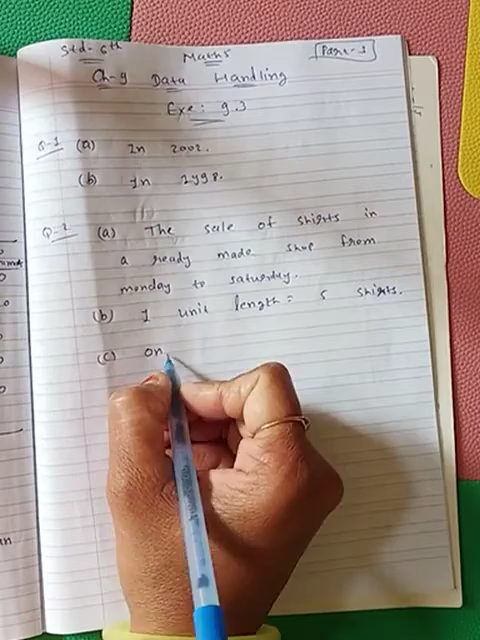 Std-6th Maths Part-1
Ch-9 Data Handling
Exe: 9.3
Q-1 (a) In 2002.
(b) In 1998.
Q-2 (a) The sale of shirts in
a ready made shop from
monday to saturday.
(b) 1 unit length = 5 shirts.
(c) on